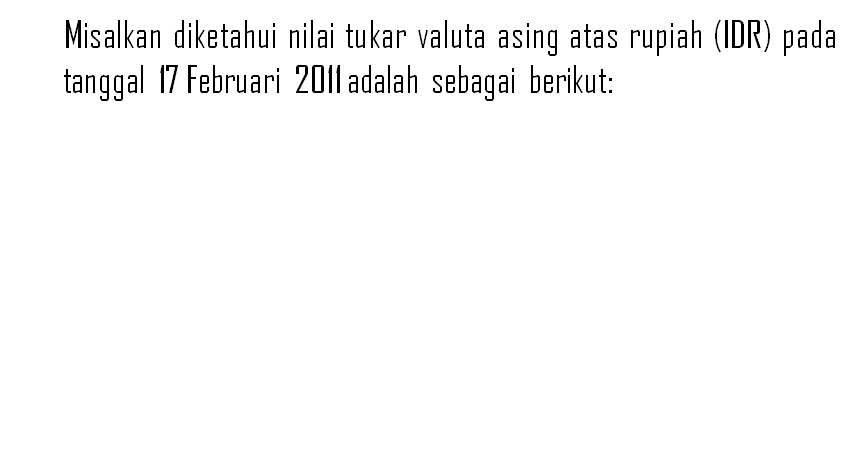 Misalkan diketahui nilai tukar valuta asing atas rupiah (IDR) pada
tanggal 17 Februari 2011 adalah sebagai berikut: